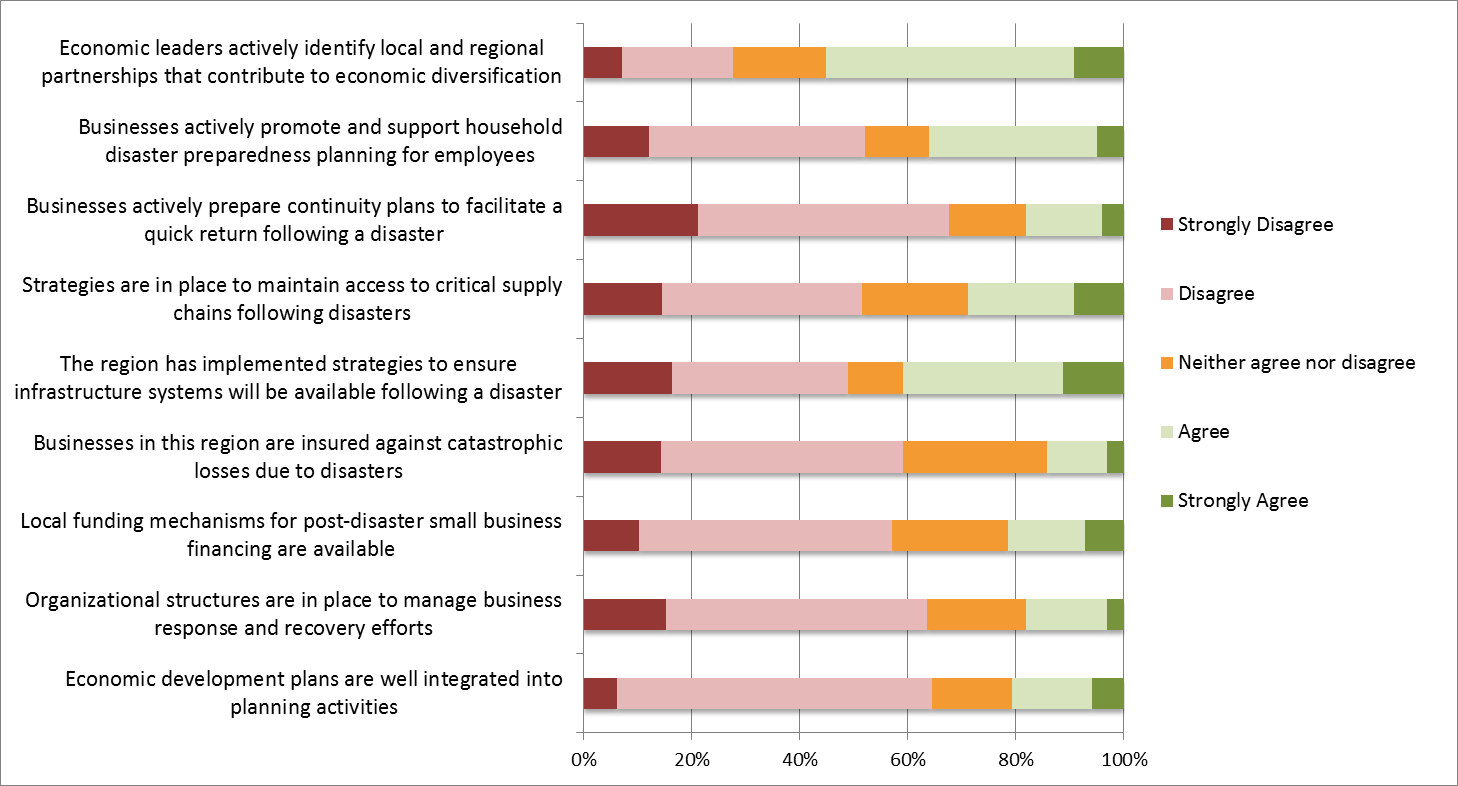 Economic leaders actively identify local and regional
partnerships that contribute to economic diversification
Businesses actively promote and support household
disaster preparedness planning for employees
Businesses actively prepare continuity plans to facilitate a
quick return following a disaster
Strategies are in place to maintain access to critical supply
chains following disasters
The region has implemented strategies to ensure
infrastructure systems will be available following a disaster
Businesses in this region are insured against catastrophic
losses due to disasters
Local funding mechanisms for post-disaster small business
financing are available
Organizational structures are in place to manage business
response and recovery efforts
Economic development plans are well integrated into
planning activities
0% 20% 40% 60% 80% 100%
Strongly Disagree
Disagree
Neither agree nor disagree
Agree
Strongly Agree